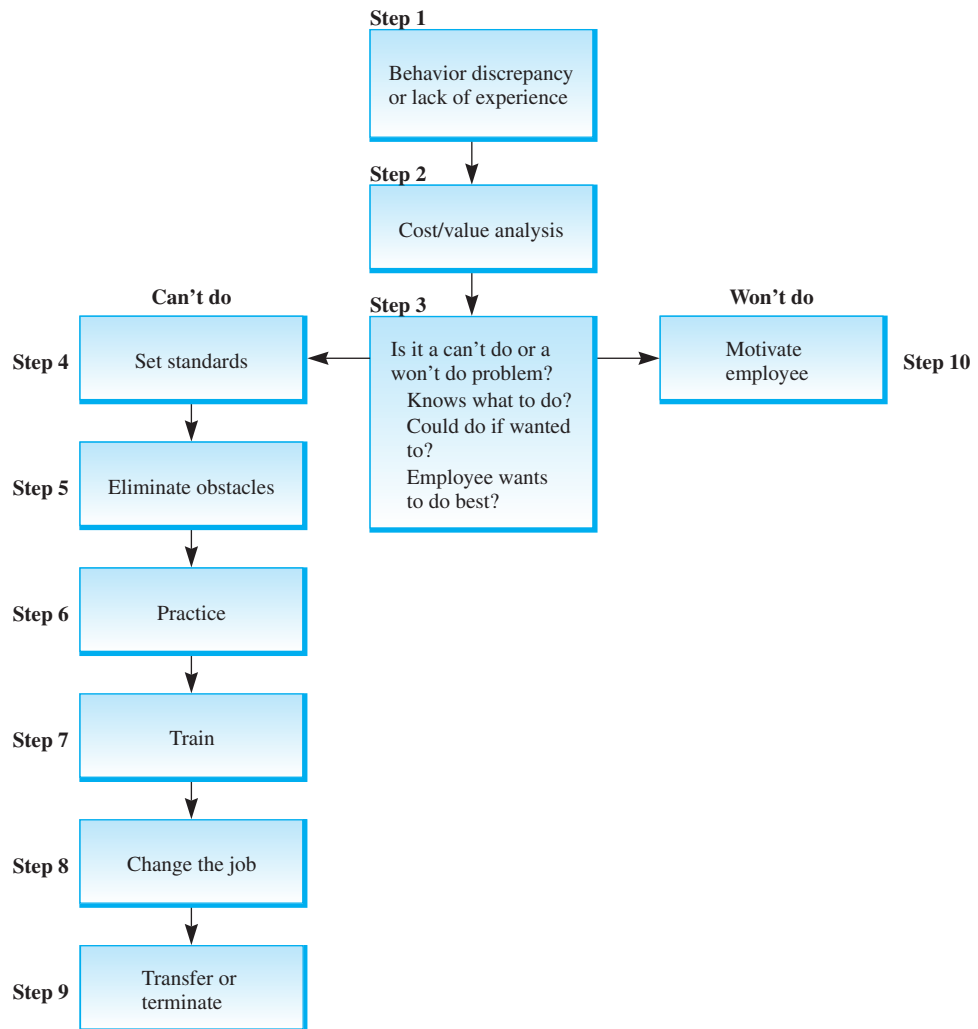 Step 1
Behavior discrepancy
or lack of experience
Step 2
Cost/value analysis
Can't do
Step 3
Won't do
Step 4
Set standards
Is it a can't do or a
won't do problem?
Knows what to do?
Could do if wanted
to?
Employee wants
to do best?
Motivate
employee
Step 10
Step 5
Eliminate obstacles
Step 6
Practice
Step 7
Train
Step 8
Change the job
Step 9
Transfer or
terminate